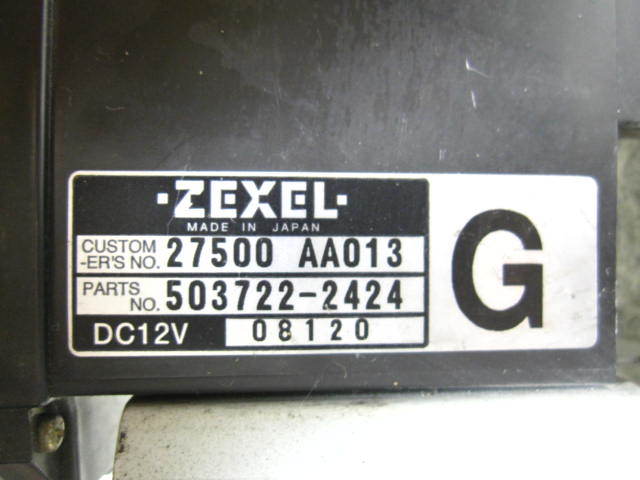 ·ZEXEL·
MADE IN JAPAN
CUSTOM
-ER'S NO. 27500 AA013
PARTS
NO. 503722-2424
DC12V 08120
G